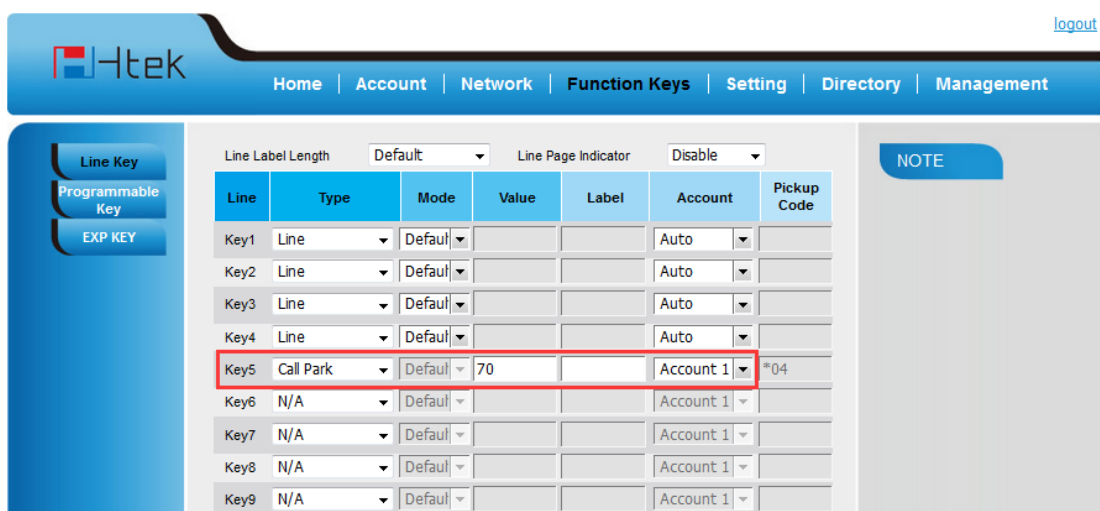 logout
Htek
Home | Account | Network | Function Keys | Setting | Directory | Management
Line Key
Programmable
Key
EXP KEY
Line Label Length Default Line Page Indicator Disable
NOTE
Line Type Mode Value Label Account Pickup Code
Key1 Line Defaul Auto
Key2 Line Defaul Auto
Key3 Line Defaul Auto
Key4 Line Defaul Auto
Key5 Call Park Defaul 70 Account 1 *04
Key6 N/A Defaul Account 1
Key7 N/A Defaul Account 1
Key8 N/A Defaul Account 1
Key9 N/A Defaul Account 1